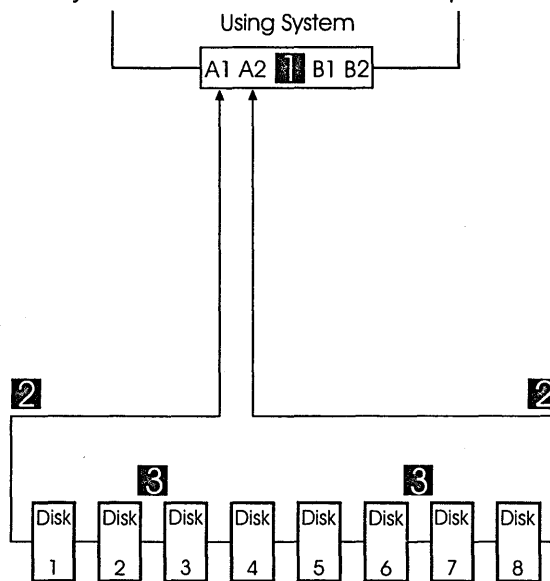 Using System
A1 A2 1 B1 B2
2 2
3 3
Disk Disk Disk Disk Disk Disk Disk Disk
1 2 3 4 5 6 7 8